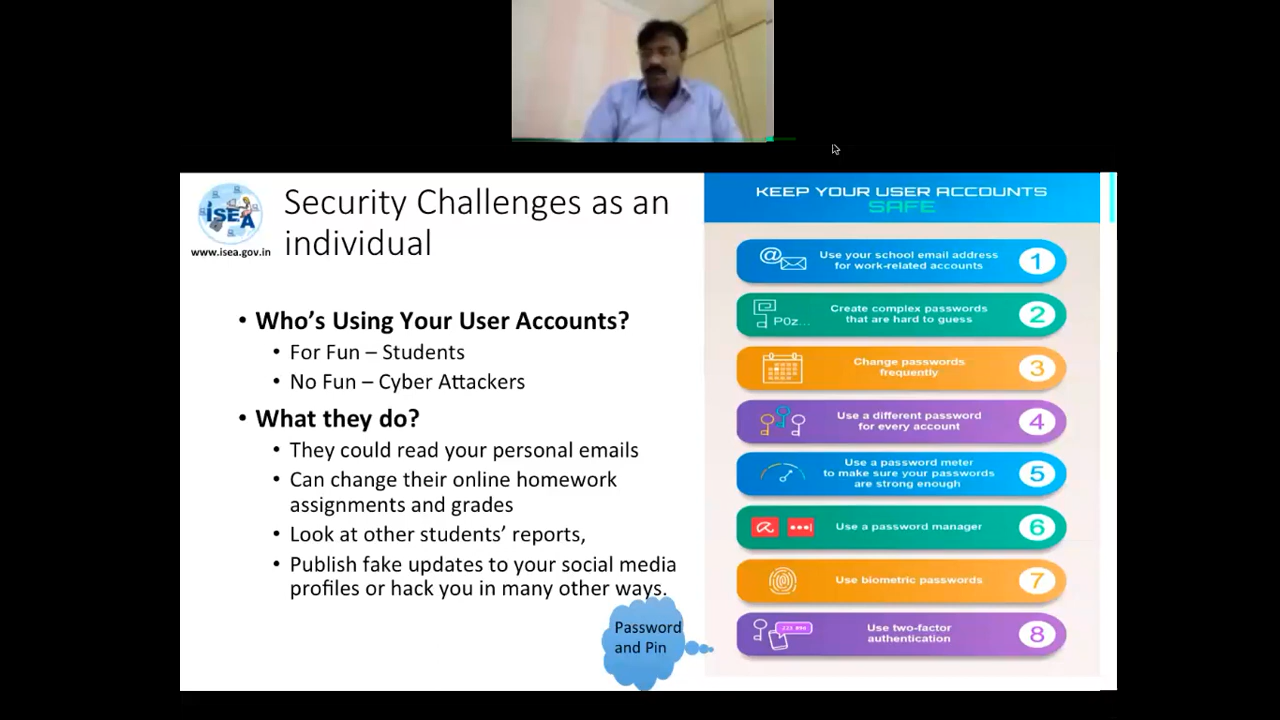 ISEA
www.isea.gov.in
Security Challenges as an
individual
• Who's Using Your User Accounts?
• For Fun – Students
• No Fun – Cyber Attackers
• What they do?
• They could read your personal emails
• Can change their online homework
assignments and grades
• Look at other students' reports,
• Publish fake updates to your social media
profiles or hack you in many other ways.
Password
and Pin
KEEP YOUR USER ACCOUNTS
SAFE
Use your school email address
for work-related accounts
1
P0z...
Create complex passwords
that are hard to guess
2
Change passwords
frequently
3
Use a different password
for every account
4
Use a password meter
to make sure your passwords
are strong enough
5
Use a password manager
6
Use biometric passwords
7
Use two-factor
authentication
8